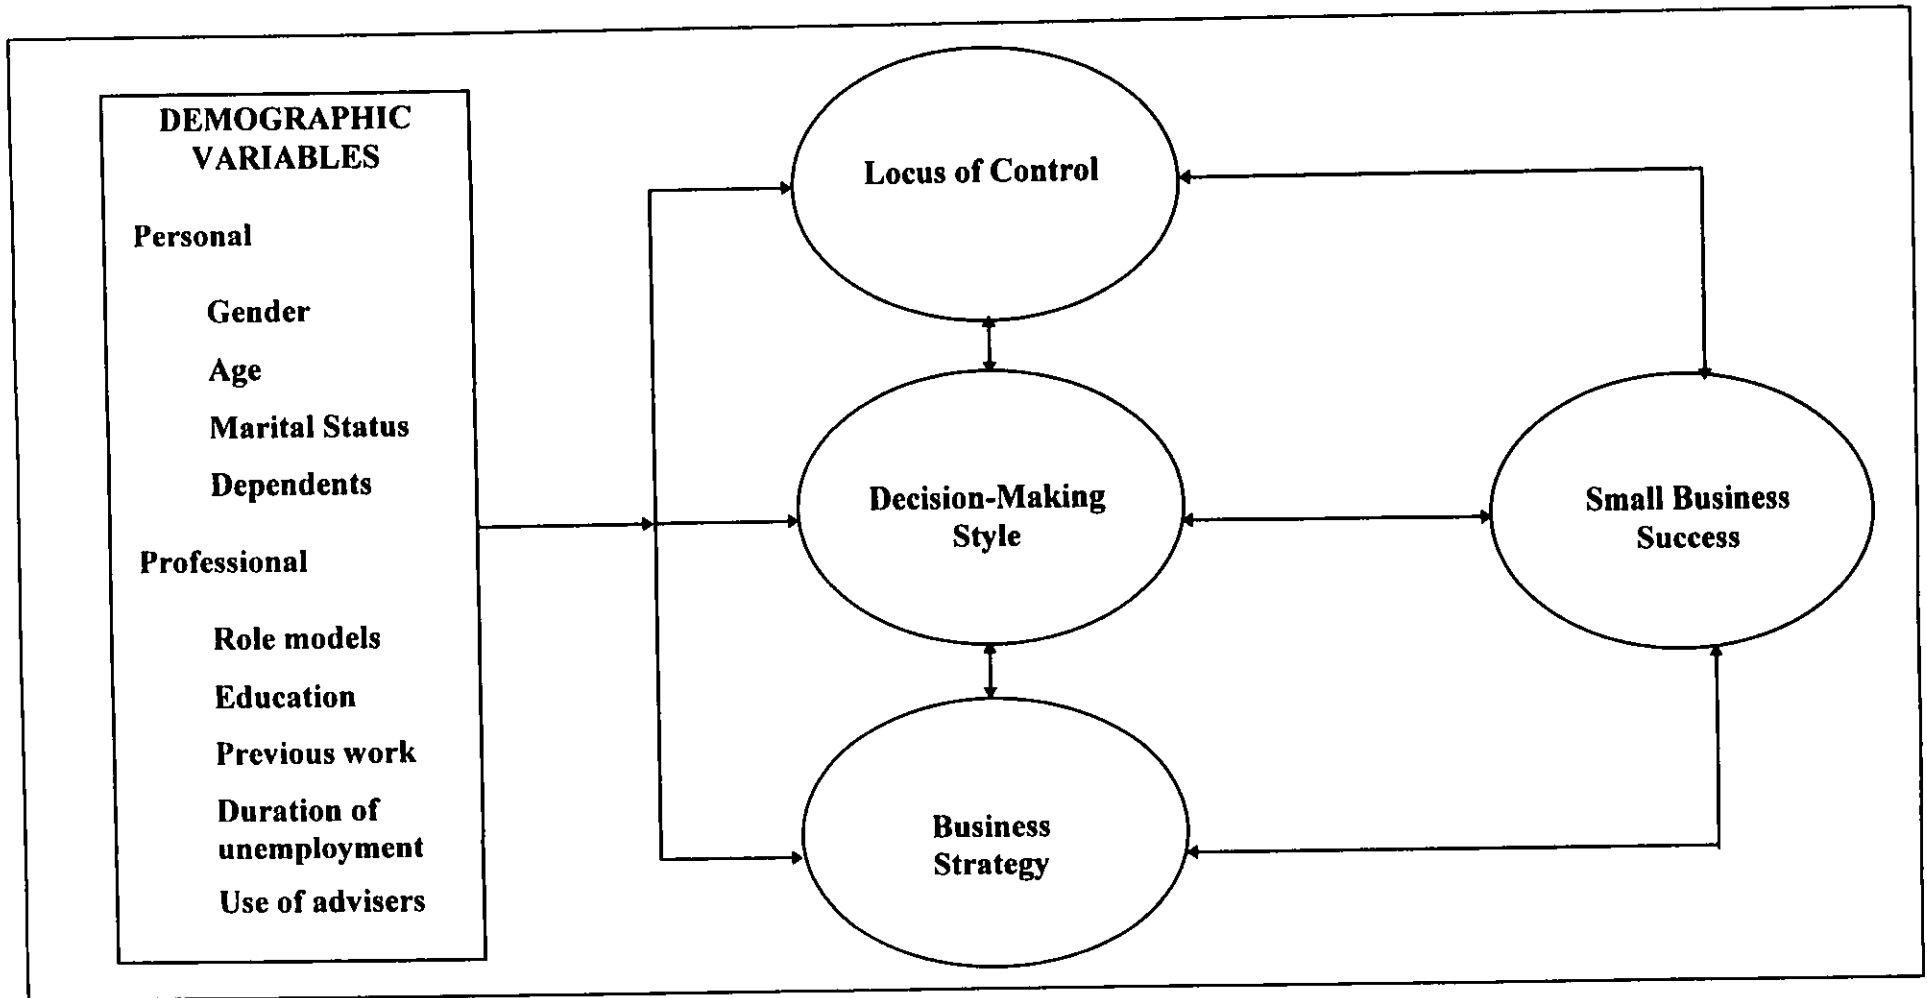 DEMOGRAPHIC
VARIABLES
Personal
Gender
Age
Marital Status
Dependents
Professional
Role models
Education
Previous work
Duration of
unemployment
Use of advisers
Locus of Control
Decision-Making
Style
Business
Strategy
Small Business
Success